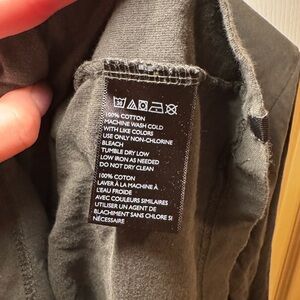 100% COTTON
MACHINE WASH COLD
WITH LIKE COLORS
USE ONLY NON-CHLORINE
BLEACH
TUMBLE DRY LOW
LOW IRON AS NEEDED
DO NOT DRY CLEAN
100% COTON
LAVER À LA MACHINE À
L'EAU FROIDE
AVEC COULEURS SIMILAIRES
UTILISER UN AGENT DE
BLACHIMENT SANS CHLORE SI
NÉCESSAIRE